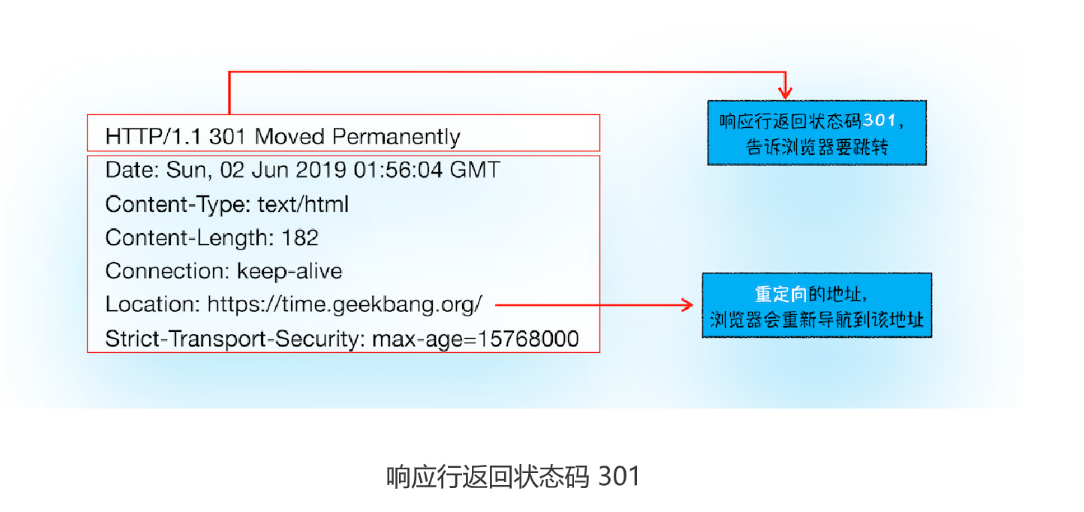 HTTP/1.1 301 Moved Permanently
响应行返回状态码301,
告诉浏览器要跳转
Date: Sun, 02 Jun 2019 01:56:04 GMT
Content-Type: text/html
Content-Length: 182
Connection: keep-alive
Location: https://time.geekbang.org/
重定向的地址,
浏览器会重新导航到该地址
Strict-Transport-Security: max-age=15768000
响应行返回状态码 301